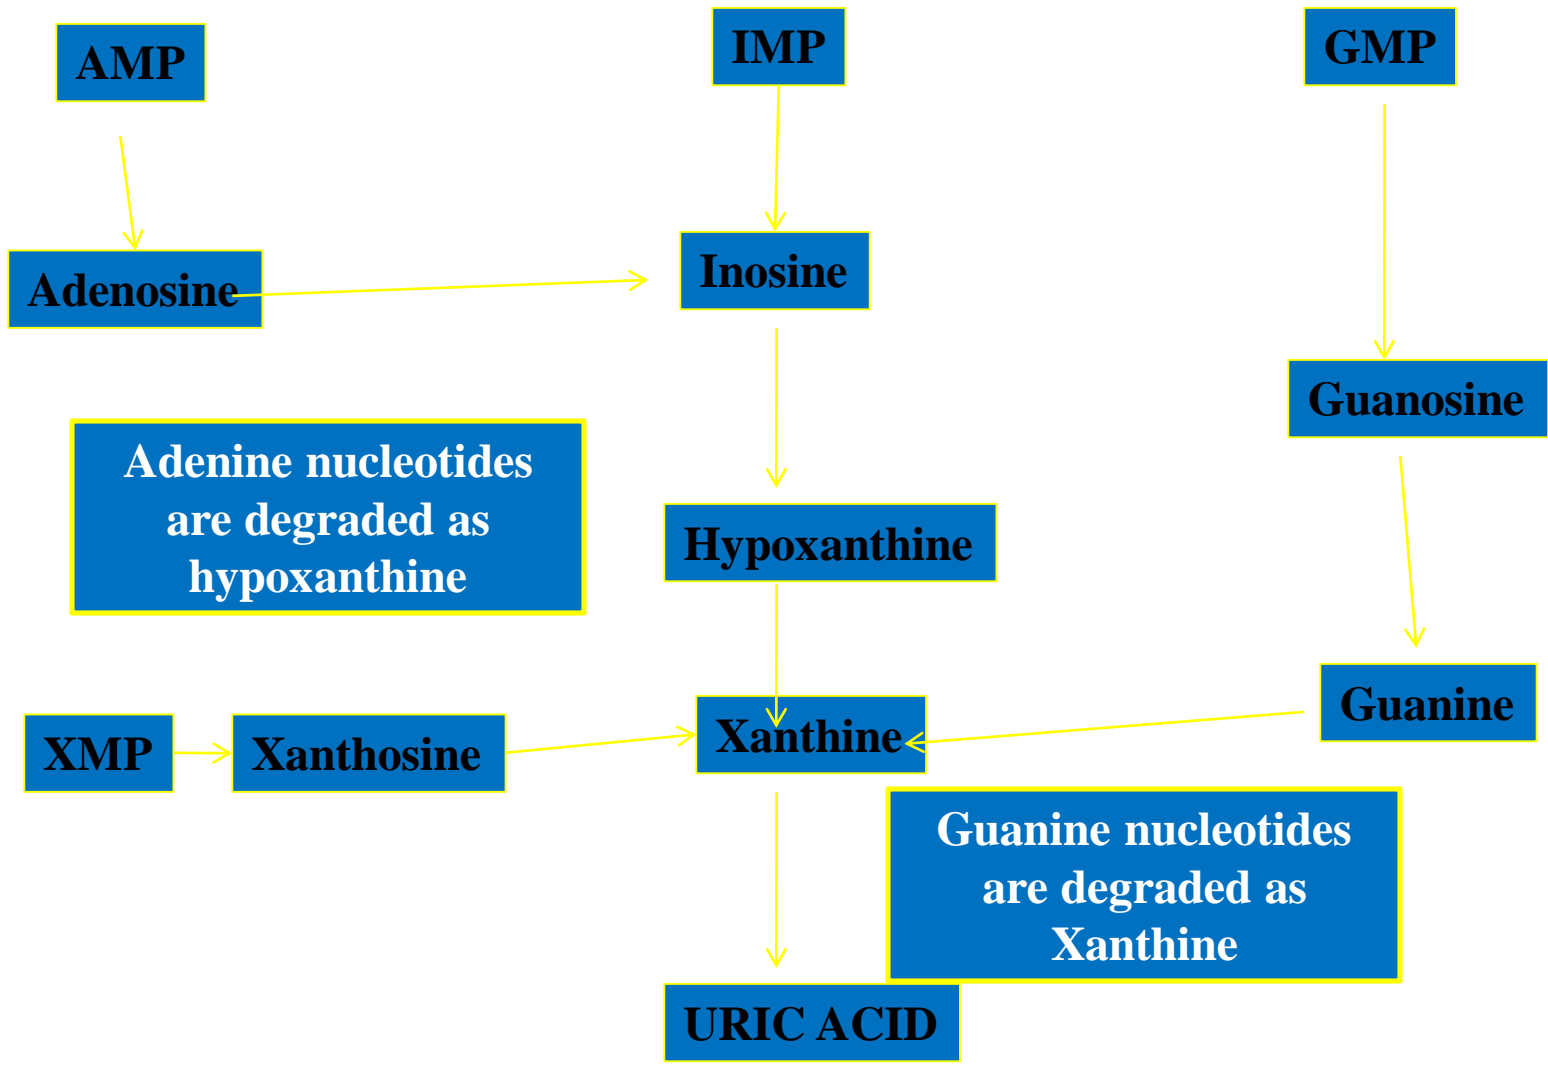 AMP
IMP
GMP
Adenosine
Inosine
Guanosine
Adenine nucleotides
are degraded as
hypoxanthine
Hypoxanthine
Guanine
XMP
Xanthosine
Xanthine
Guanine nucleotides
are degraded as
Xanthine
URIC ACID